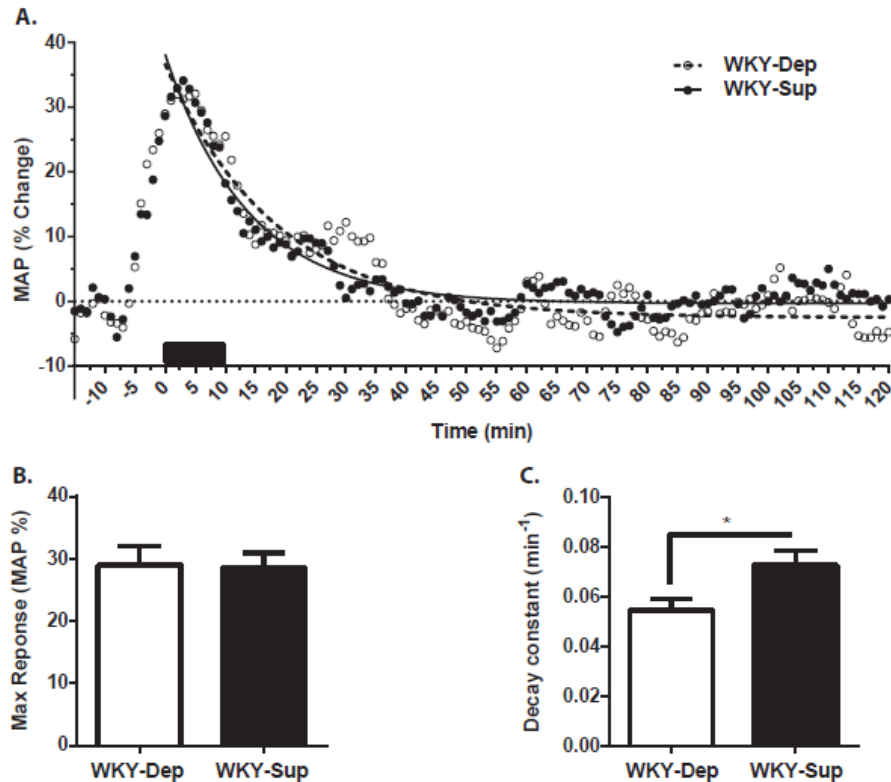 A.
40
30
20
10
0
-10
MAP (% Change)
WKY-Dep
WKY-Sup
-10 -5 0 5 10 15 20 25 30 35 40 45 50 55 60 65 70 75 80 85 90 95 100 105 110 115 120
Time (min)
B.
40
30
20
10
0
Max Reponse (MAP %)
WKY-Dep WKY-Sup
C.
0.10
0.08
0.06
0.04
0.02
0.00
Decay constant (min⁻¹)
*
WKY-Dep WKY-Sup